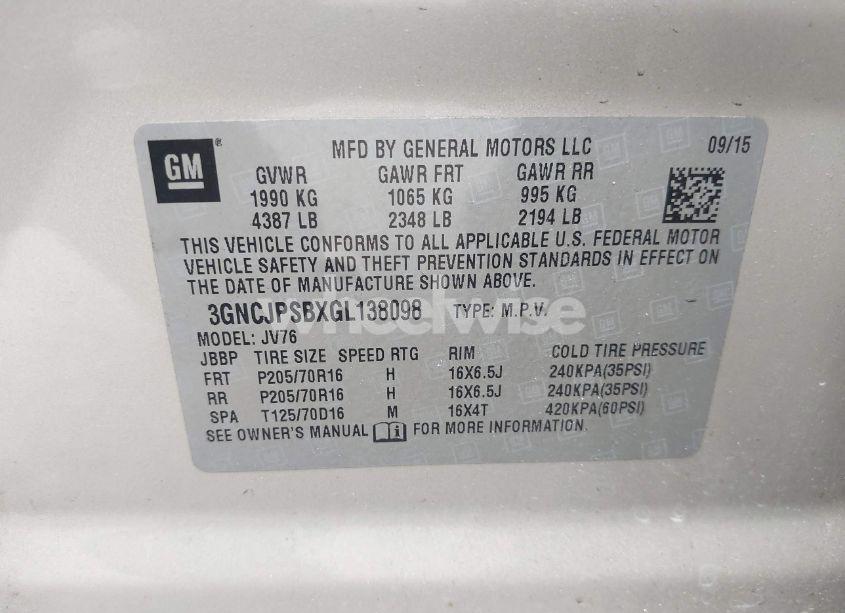 GM ®
MFD BY GENERAL MOTORS LLC 09/15
GVWR GAWR FRT GAWR RR
1990 KG 1065 KG 995 KG
4387 LB 2348 LB 2194 LB
THIS VEHICLE CONFORMS TO ALL APPLICABLE U.S. FEDERAL MOTOR
VEHICLE SAFETY AND THEFT PREVENTION STANDARDS IN EFFECT ON
THE DATE OF MANUFACTURE SHOWN ABOVE.
3GNCJPSBXGL138098 TYPE: M.P.V.
wheelwise
MODEL: JV76
JBBP TIRE SIZE SPEED RTG RIM COLD TIRE PRESSURE
FRT P205/70R16 H 16X6.5J 240KPA(35PSI)
RR P205/70R16 H 16X6.5J 240KPA(35PSI)
SPA T125/70D16 M 16X4T 420KPA(60PSI)
SEE OWNER'S MANUAL FOR MORE INFORMATION.